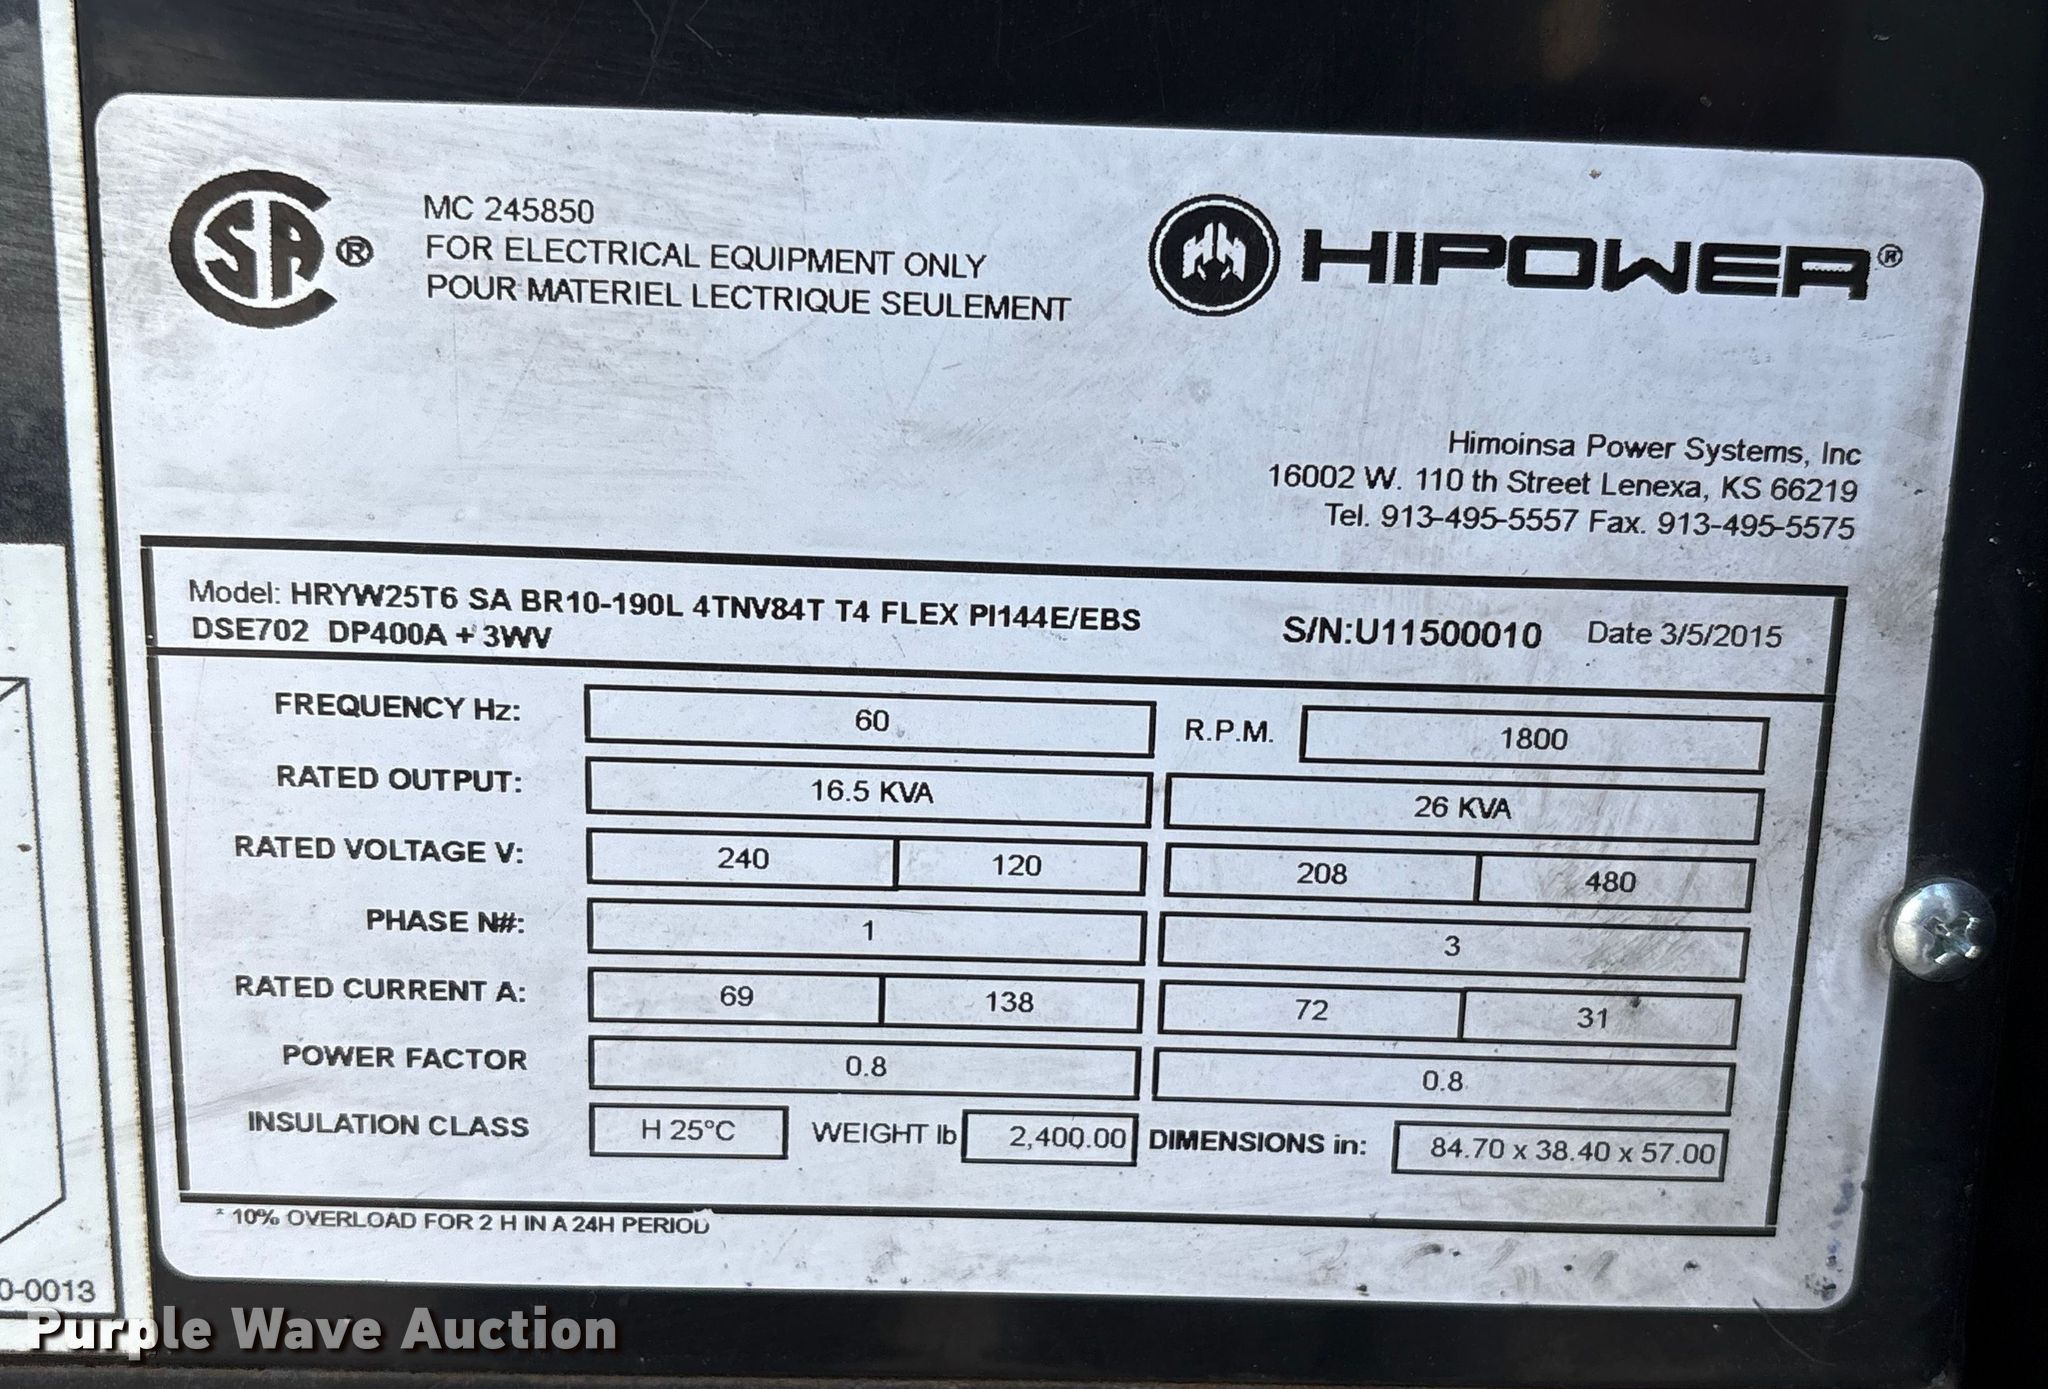 CSA®
MC 245850
FOR ELECTRICAL EQUIPMENT ONLY
POUR MATERIEL LECTRIQUE SEULEMENT
HIPOWER®
Himoinsa Power Systems, Inc
16002 W. 110 th Street Lenexa, KS 66219
Tel. 913-495-5557 Fax. 913-495-5575
Model: HRYW25T6 SA BR10-190L 4TNV84T T4 FLEX PI144E/EBS
DSE702 DP400A + 3WV
S/N:U11500010 Date 3/5/2015
FREQUENCY Hz: 60 R.P.M. 1800
RATED OUTPUT: 16.5 KVA 26 KVA
RATED VOLTAGE V: 240 120 208 480
PHASE N#: 1 3
RATED CURRENT A: 69 138 72 31
POWER FACTOR 0.8 0.8
INSULATION CLASS H 25°C WEIGHT lb 2,400.00 DIMENSIONS in: 84.70 x 38.40 x 57.00
* 10% OVERLOAD FOR 2 H IN A 24H PERIOD
0-0013
Purple Wave Auction